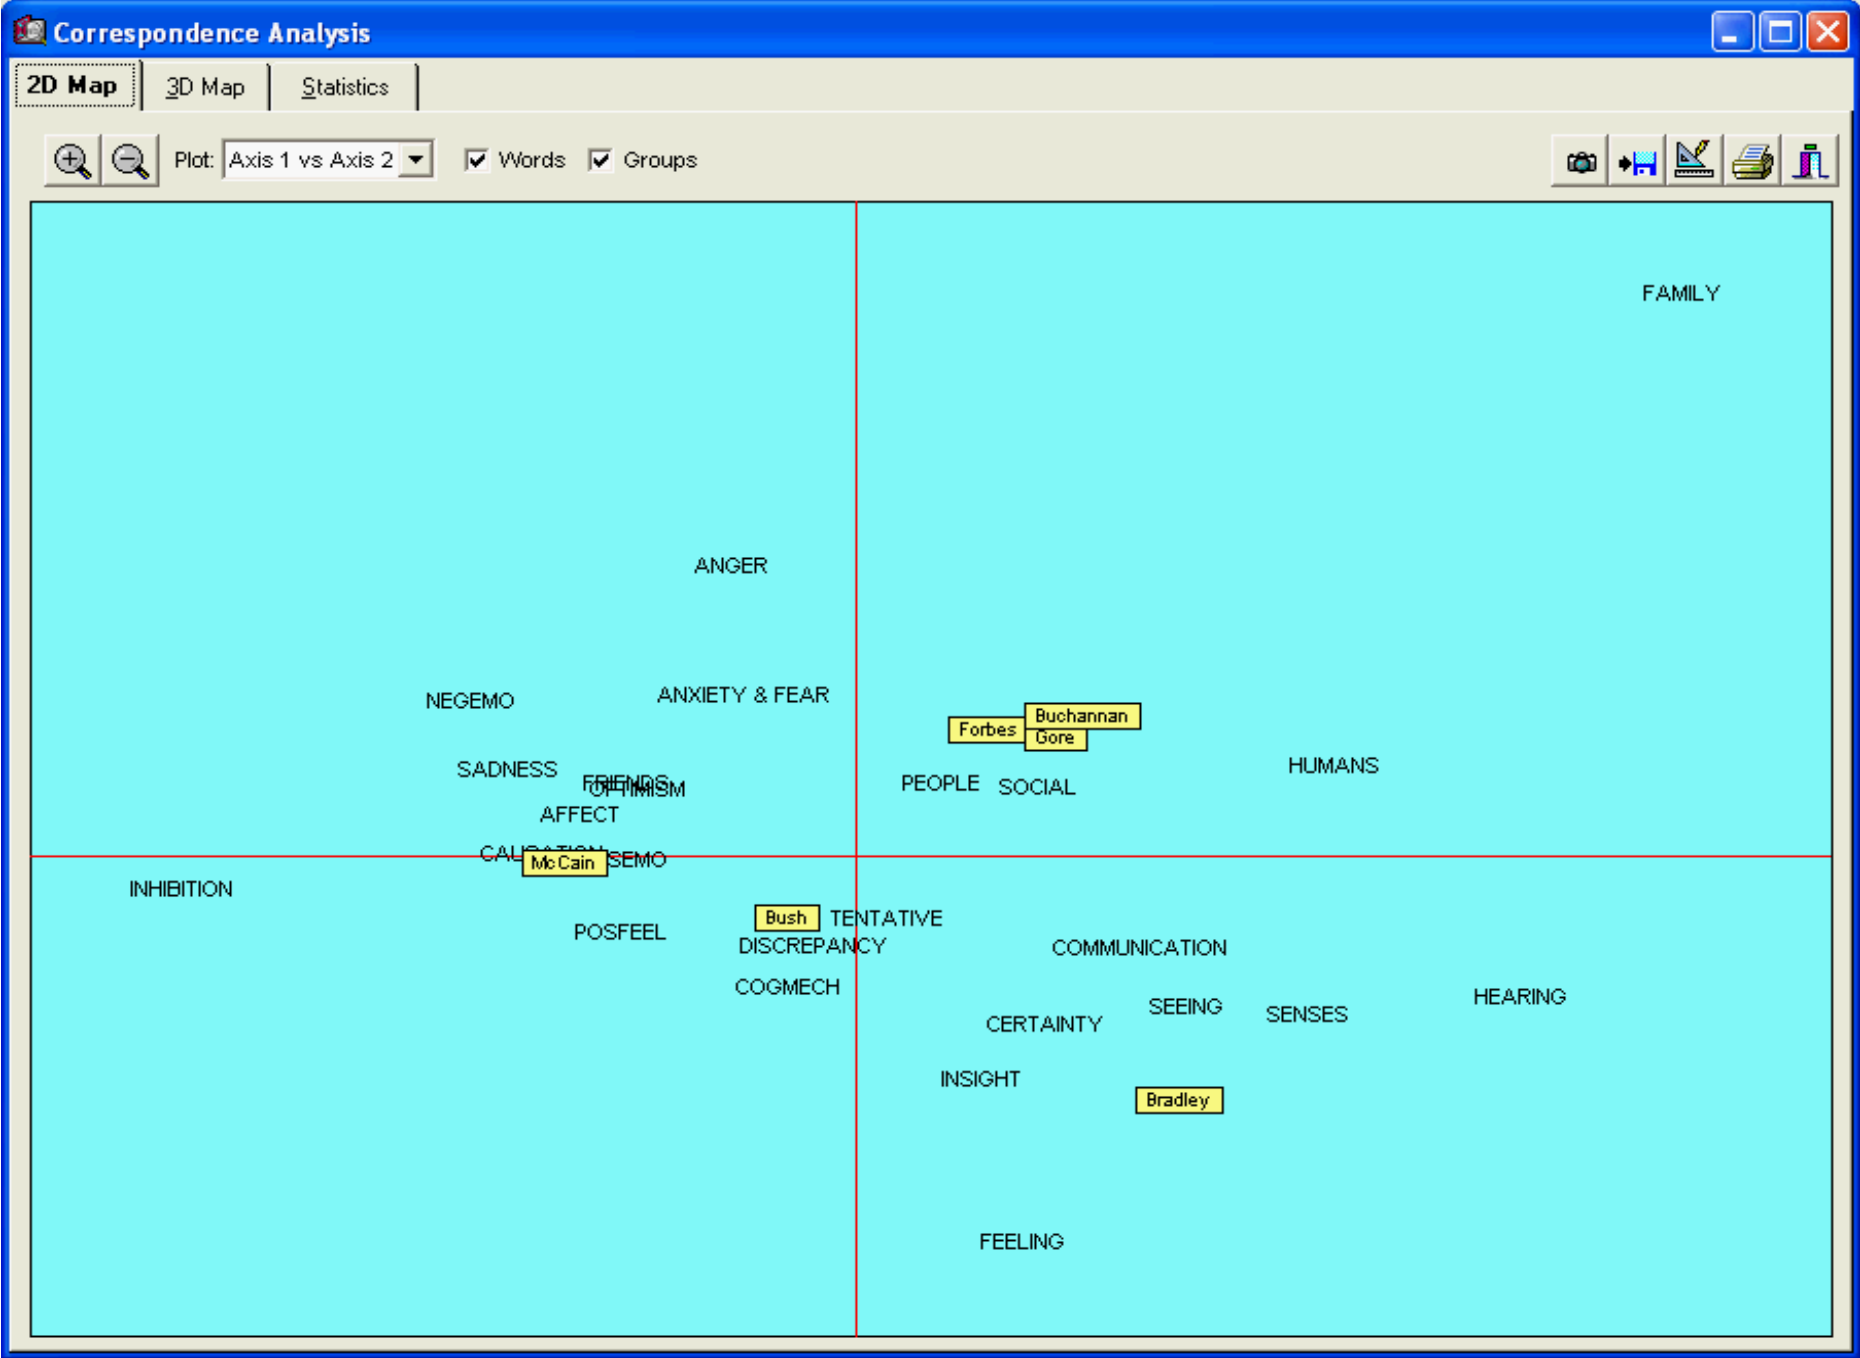 Correspondence Analysis
2D Map 3D Map Statistics
Plot: Axis 1 vs Axis 2 Words Groups
FAMILY
ANGER
NEGEMO ANXIETY & FEAR
Buchannan
Forbes
Gore
SADNESS HUMANS
FRIENDS PEOPLE SOCIAL
OPTIMISM
AFFECT
McCain
INHIBITION
Bush TENTATIVE
POSFEEL
DISCREPANCY COMMUNICATION
COGMECH HEARING
SEEING SENSES
CERTAINTY
INSIGHT
Bradley
FEELING